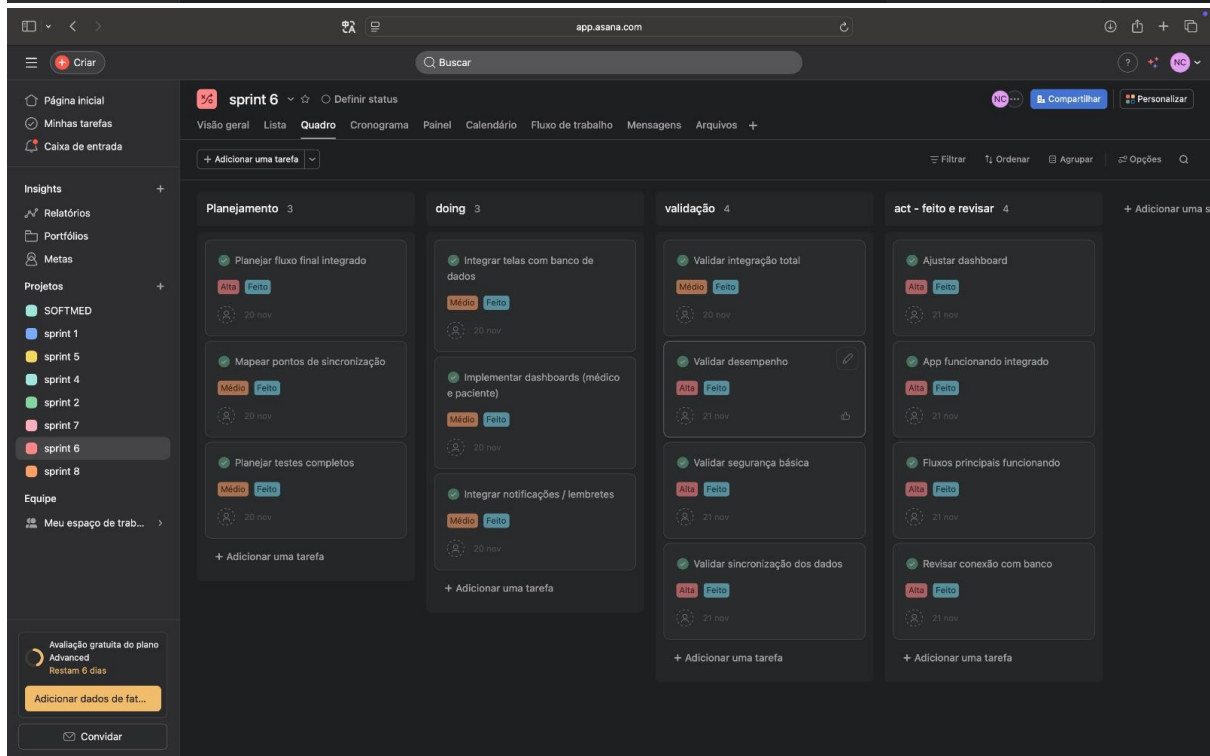 app.asana.com
Criar
Buscar
?
NC
Página inicial
Minhas tarefas
Caixa de entrada
Insights +
Relatórios
Portfólios
Metas
Projetos +
SOFTMED
sprint 1
sprint 5
sprint 4
sprint 2
sprint 7
sprint 6
sprint 8
Equipe
Meu espaço de trab...
Avaliação gratuita do plano
Advanced
Restam 6 dias
Adicionar dados de fat...
Convidar
sprint 6
Definir status
NC
Compartilhar
Personalizar
Visão geral Lista Quadro Cronograma Painel Calendário Fluxo de trabalho Mensagens Arquivos +
+ Adicionar uma tarefa
Filtrar Ordenar Agrupar Opções
Planejamento 3
Planejar fluxo final integrado
Alta Feito
20 nov
Mapear pontos de sincronização
Médio Feito
20 nov
Planejar testes completos
Médio Feito
20 nov
+ Adicionar uma tarefa
doing 3
Integrar telas com banco de
dados
Médio Feito
20 nov
Implementar dashboards (médico
e paciente)
Médio Feito
20 nov
Integrar notificações / lembretes
Médio Feito
20 nov
+ Adicionar uma tarefa
validação 4
Validar integração total
Médio Feito
20 nov
Validar desempenho
Alta Feito
21 nov
Validar segurança básica
Alta Feito
21 nov
Validar sincronização dos dados
Alta Feito
21 nov
+ Adicionar uma tarefa
act - feito e revisar 4
Ajustar dashboard
Alta Feito
21 nov
App funcionando integrado
Alta Feito
21 nov
Fluxos principais funcionando
Alta Feito
21 nov
Revisar conexão com banco
Alta Feito
21 nov
+ Adicionar uma tarefa
+ Adicionar uma s